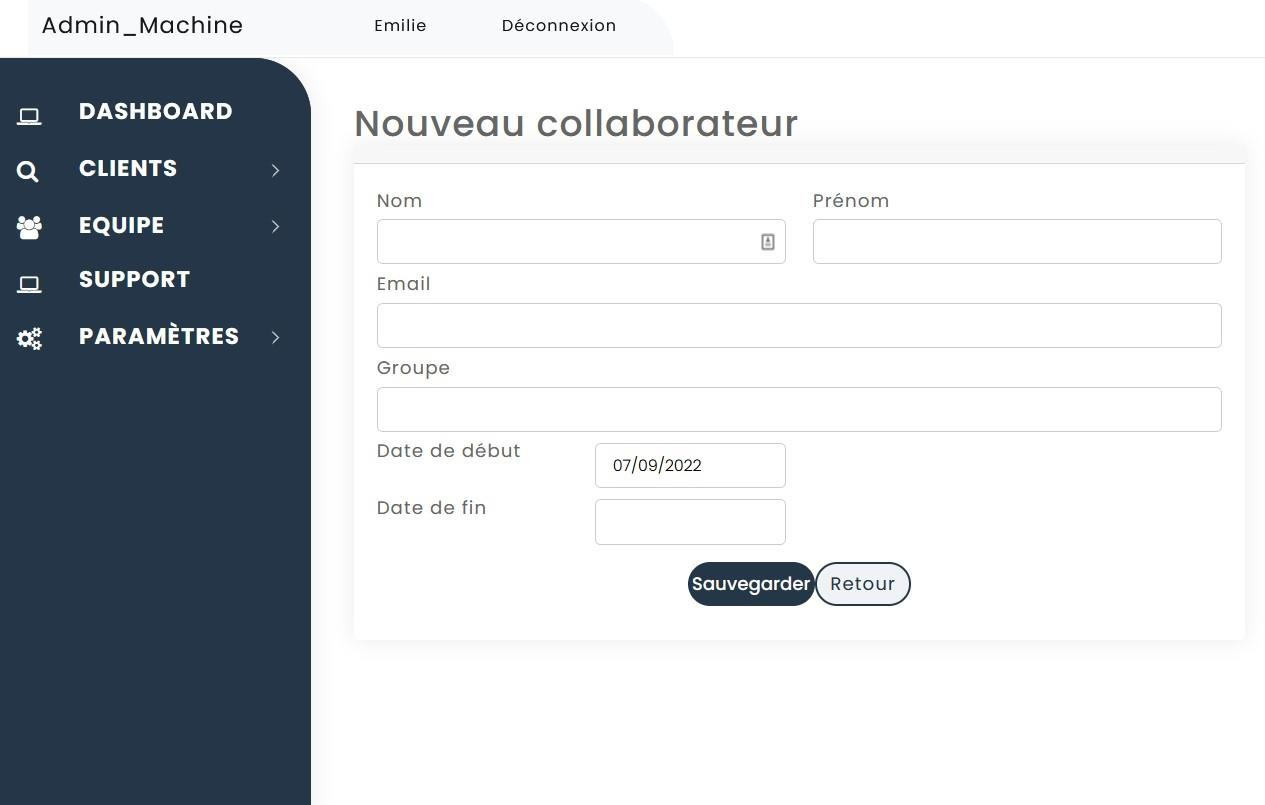 Admin_Machine Emilie Déconnexion
DASHBOARD
CLIENTS
EQUIPE
SUPPORT
PARAMÈTRES
Nouveau collaborateur
Nom Prénom
Email
Groupe
Date de début 07/09/2022
Date de fin
Sauvegarder Retour